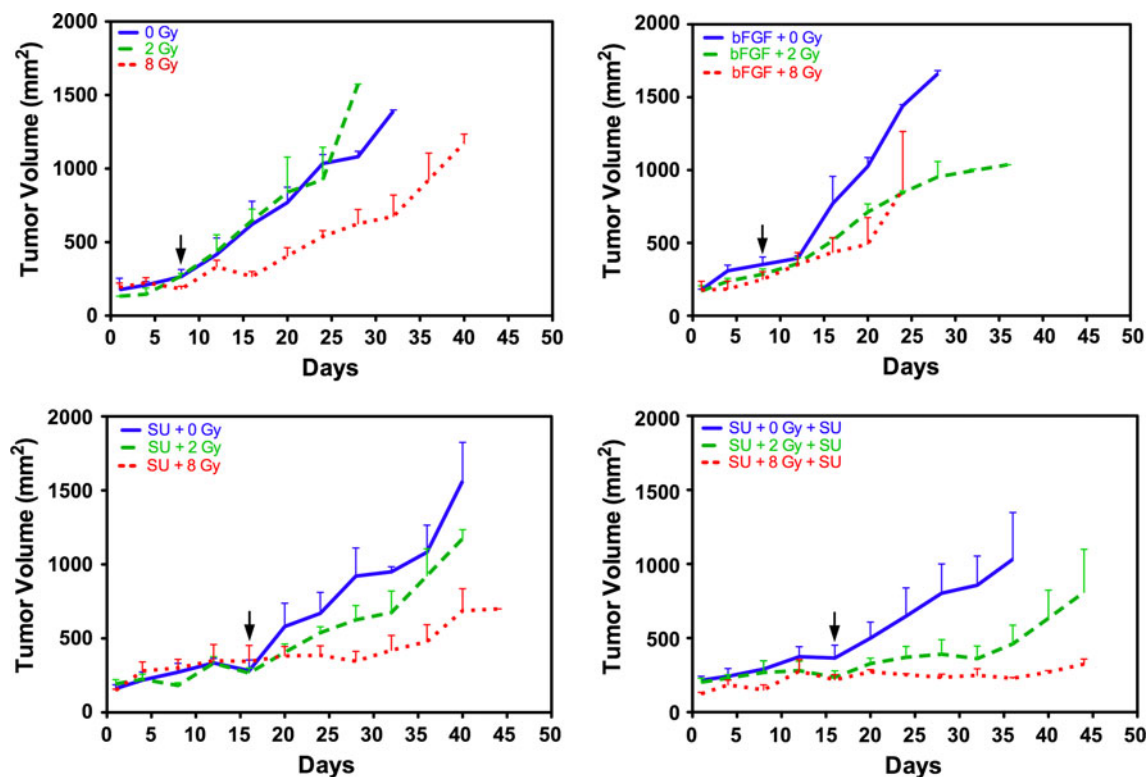 2000
1500
1000
500
0
Tumor Volume (mm²)
0 Gy
2 Gy
8 Gy
0 5 10 15 20 25 30 35 40 45 50
Days
2000
1500
1000
500
0
Tumor Volume (mm²)
bFGF + 0 Gy
bFGF + 2 Gy
bFGF + 8 Gy
0 5 10 15 20 25 30 35 40 45 50
Days
2000
1500
1000
500
0
Tumor Volume (mm²)
SU + 0 Gy
SU + 2 Gy
SU + 8 Gy
0 5 10 15 20 25 30 35 40 45 50
Days
2000
1500
1000
500
0
Tumor Volume (mm²)
SU + 0 Gy + SU
SU + 2 Gy + SU
SU + 8 Gy + SU
0 5 10 15 20 25 30 35 40 45 50
Days